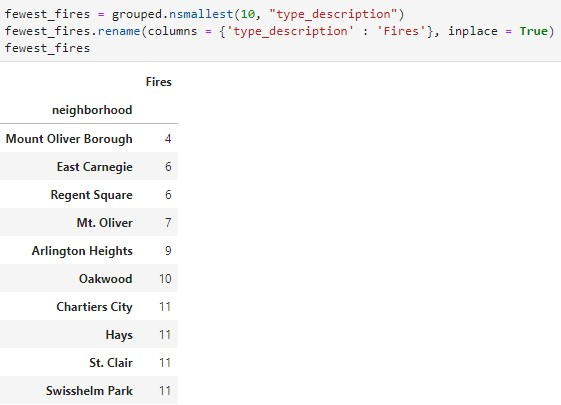 fewest_fires = grouped.nsmallest(10, "type_description")
fewest_fires.rename(columns = {'type_description' : 'Fires'}, inplace = True)
fewest_fires
Fires
neighborhood
Mount Oliver Borough 4
East Carnegie 6
Regent Square 6
Mt. Oliver 7
Arlington Heights 9
Oakwood 10
Chartiers City 11
Hays 11
St. Clair 11
Swisshelm Park 11